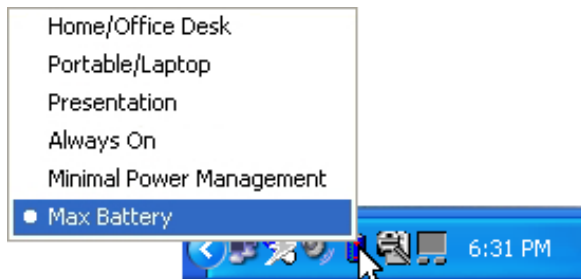 Home/Office Desk
Portable/Laptop
Presentation
Always On
Minimal Power Management
Max Battery
6:31 PM